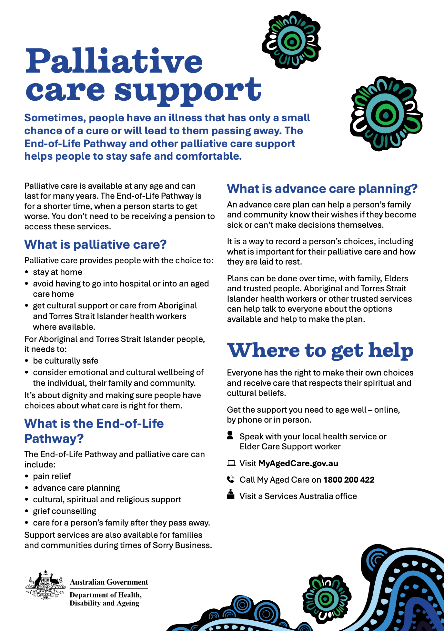 Palliative
care support
Sometimes, people have an illness that has only a small
chance of a cure or will lead to them passing away. The
End-of-Life Pathway and other palliative care support
helps people to stay safe and comfortable.
Palliative care is available at any age and can
last for many years. The End-of-Life Pathway is
for a shorter time, when a person starts to get
worse. You don't need to be receiving a pension to
access these services.
What is palliative care?
Palliative care provides people with the choice to:
• stay at home
• avoid having to go into hospital or into an aged
care home
• get cultural support or care from Aboriginal
and Torres Strait Islander health workers
where available.
For Aboriginal and Torres Strait Islander people,
it needs to:
• be culturally safe
• consider emotional and cultural wellbeing of
the individual, their family and community.
It's about dignity and making sure people have
choices about what care is right for them.
What is the End-of-Life
Pathway?
The End-of-Life Pathway and palliative care can
include:
• pain relief
• advance care planning
• cultural, spiritual and religious support
• grief counselling
• care for a person's family after they pass away.
Support services are also available for families
and communities during times of Sorry Business.
What is advance care planning?
An advance care plan can help a person's family
and community know their wishes if they become
sick or can't make decisions themselves.
It is a way to record a person's choices, including
what is important for their palliative care and how
they are laid to rest.
Plans can be done over time, with family, Elders
and trusted people. Aboriginal and Torres Strait
Islander health workers or other trusted services
can help talk to everyone about the options
available and help to make the plan.
Where to get help
Everyone has the right to make their own choices
and receive care that respects their spiritual and
cultural beliefs.
Get the support you need to age well – online,
by phone or in person.
Speak with your local health service or
Elder Care Support worker
Visit MyAgedCare.gov.au
Call My Aged Care on 1800 200 422
Visit a Services Australia office
Australian Government
Department of Health,
Disability and Ageing